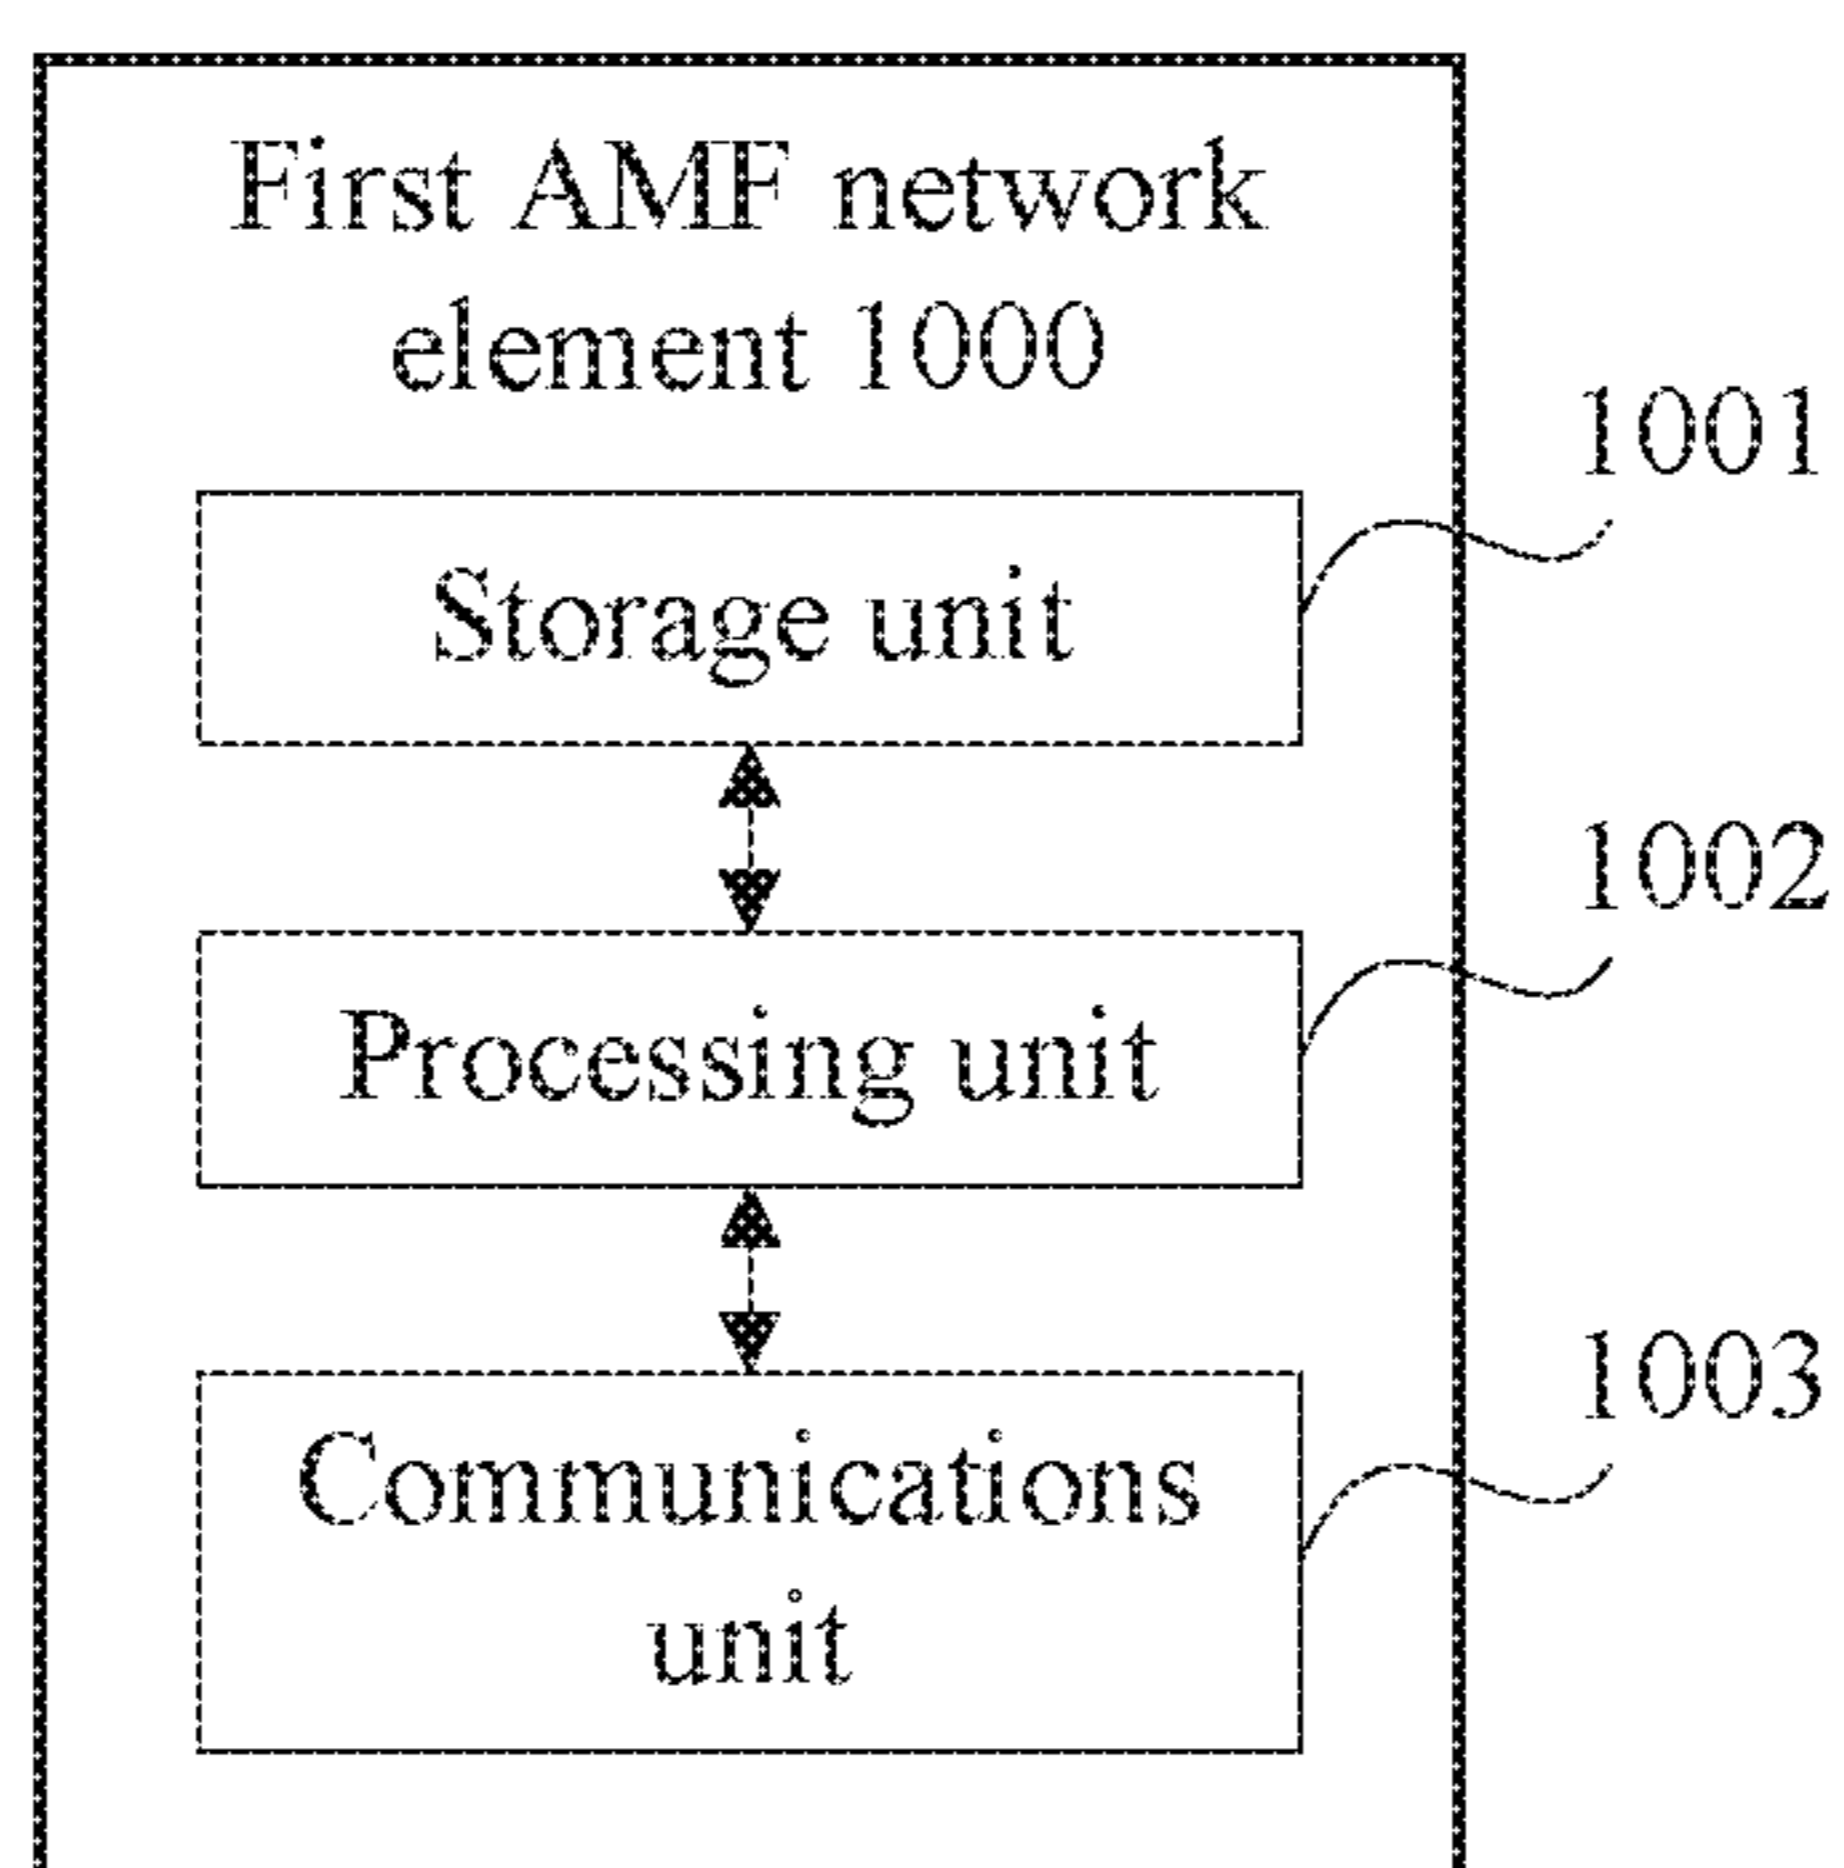 First AMF network
element 1000
1001
Storage unit
1002
Processing unit
1003
Communications
unit